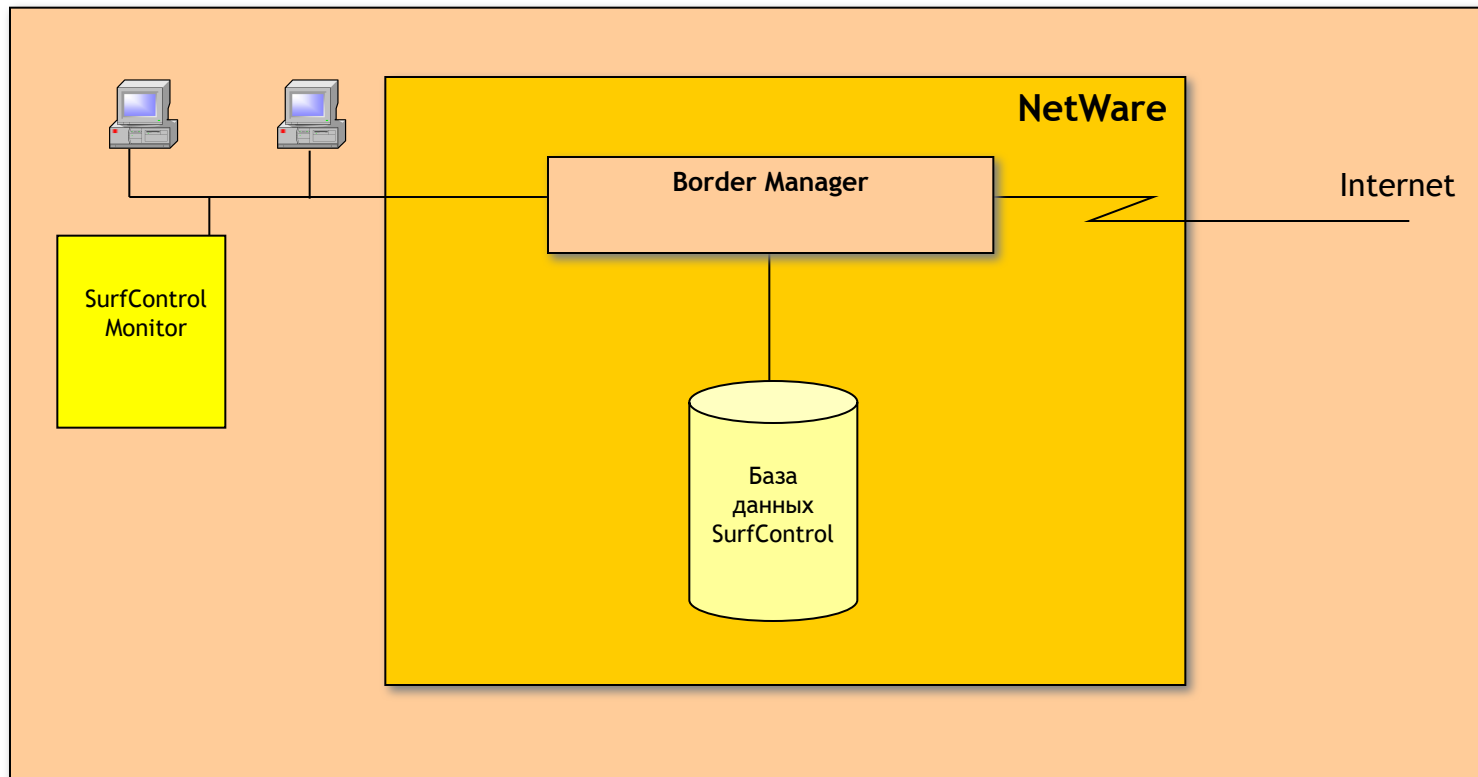 NetWare
Border Manager
Internet
SurfControl
Monitor
База
данных
SurfControl